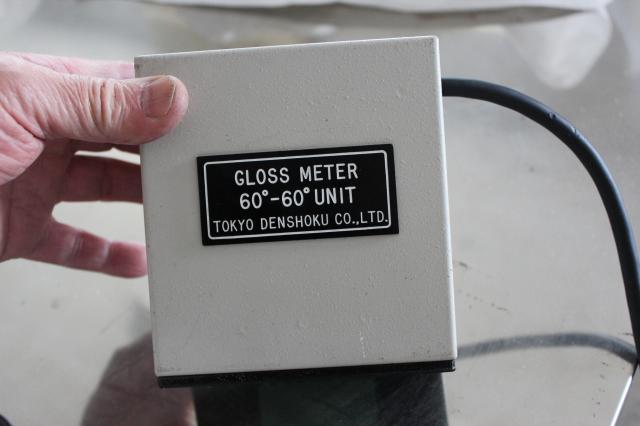 GLOSS METER
60°-60° UNIT
TOKYO DENSHOKU CO.,LTD.